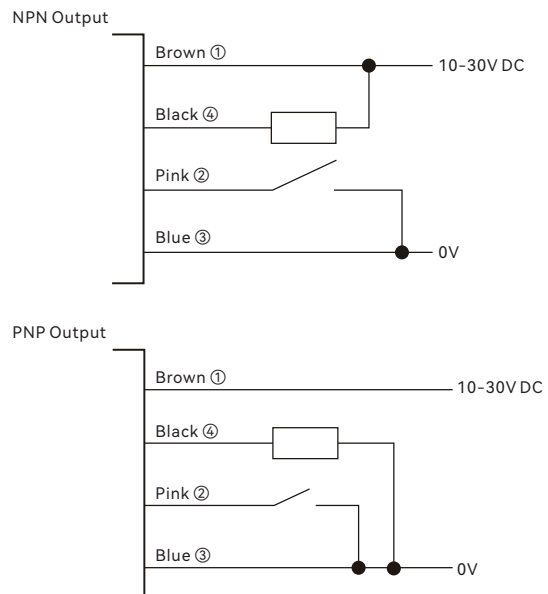 NPN Output
Brown ①
10-30V DC
Black ④
Pink ②
Blue ③
0V
PNP Output
Brown ①
10-30V DC
Black ④
Pink ②
Blue ③
0V